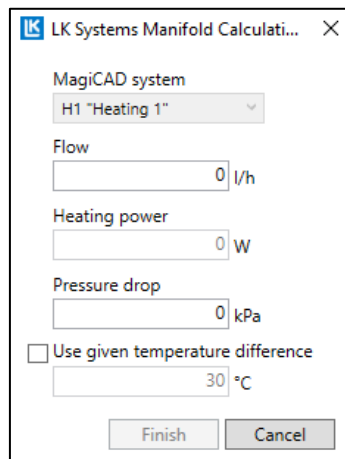 LK LK Systems Manifold Calculati...
MagiCAD system
H1 "Heating 1"
Flow
0 l/h
Heating power
0 W
Pressure drop
0 kPa
Use given temperature difference
30 °C
Finish Cancel